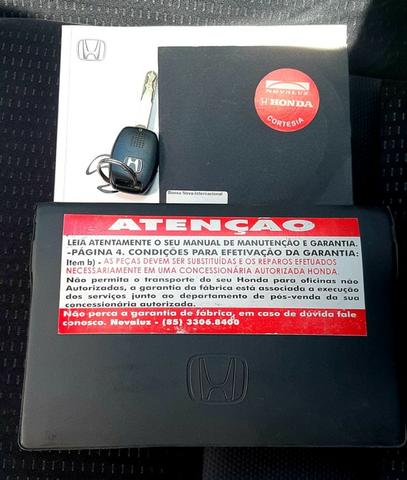 NOVALUZ
HONDA
CORTESIA
Bossa Nova-Internacional
ATENÇÃO
LEIA ATENTAMENTE O SEU MANUAL DE MANUTENÇÃO E GARANTIA.
-PÁGINA 4. CONDIÇÕES PARA EFETIVAÇÃO DA GARANTIA:
Item b) - AS PEÇAS DEVEM SER SUBSTITUÍDAS E OS REPAROS EFETUADOS
NECESSARIAMENTE EM UMA CONCESSIONÁRIA AUTORIZADA HONDA.
Não permita o transporte do seu Honda para oficinas não
Autorizadas, a garantia da fábrica está associada a execução
dos serviços junto ao departamento de pós-venda da sua
concessionária autorizada.
Não perca a garantia de fábrica, em caso de dúvida fale
conosco. Novaluz - (85) 3306.8400